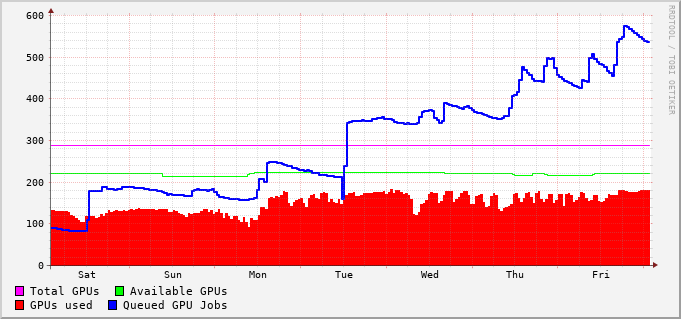 600
500
400
300
200
100
0
Sat Sun Mon Tue Wed Thu Fri
Total GPUs Available GPUs
GPUs used Queued GPU Jobs
RRDTOOL / TOBI OETIKER